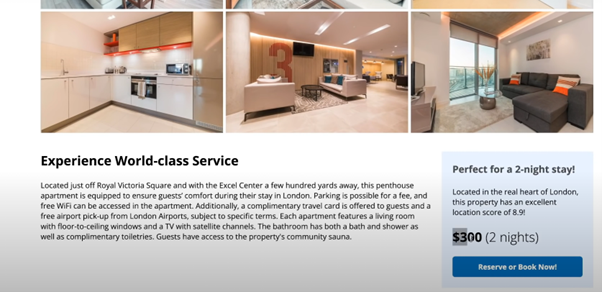 3
Experience World-class Service
Located just off Royal Victoria Square and with the Excel Center a few hundred yards away, this penthouse
apartment is equipped to ensure guests' comfort during their stay in London. Parking is possible for a fee, and
free WiFi can be accessed in the apartment. Additionally, a complimentary travel card is offered to guests and a
free airport pick-up from London Airports, subject to specific terms. Each apartment features a living room
with floor-to-ceiling windows and a TV with satellite channels. The bathroom has both a bath and shower as
well as complimentary toiletries. Guests have access to the property's community sauna.
Perfect for a 2-night stay!
Located in the real heart of London,
this property has an excellent
location score of 8.9!
$300 (2 nights)
Reserve or Book Now!